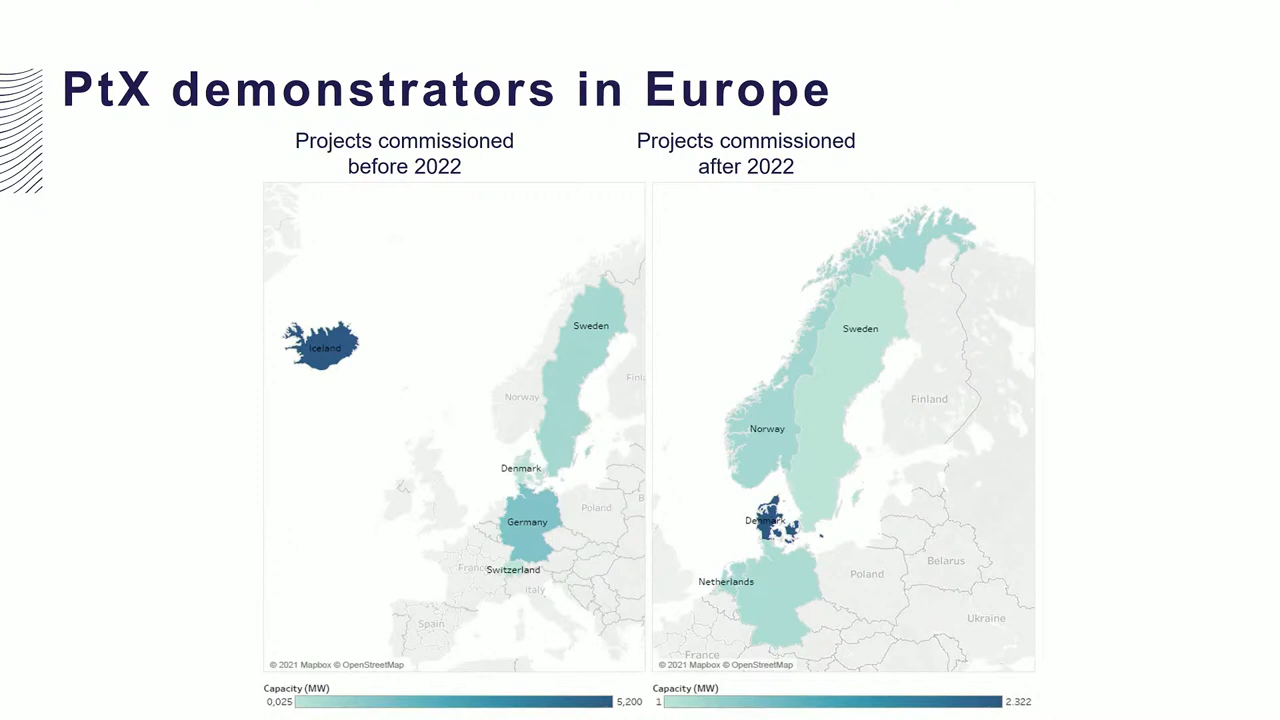 PtX demonstrators in Europe
Projects commissioned
before 2022
Projects commissioned
after 2022
Iceland
Sweden
Norway
Denmark
Germany
Poland
France
Switzerland
Italy
Spain
© 2021 Mapbox © OpenStreetMap
Sweden
Finland
Norway
Denmark
Netherlands
Poland
Belarus
Ukraine
France
© 2021 Mapbox © OpenStreetMap
Capacity (MW)
0,025
5,200
Capacity (MW)
1
2.322